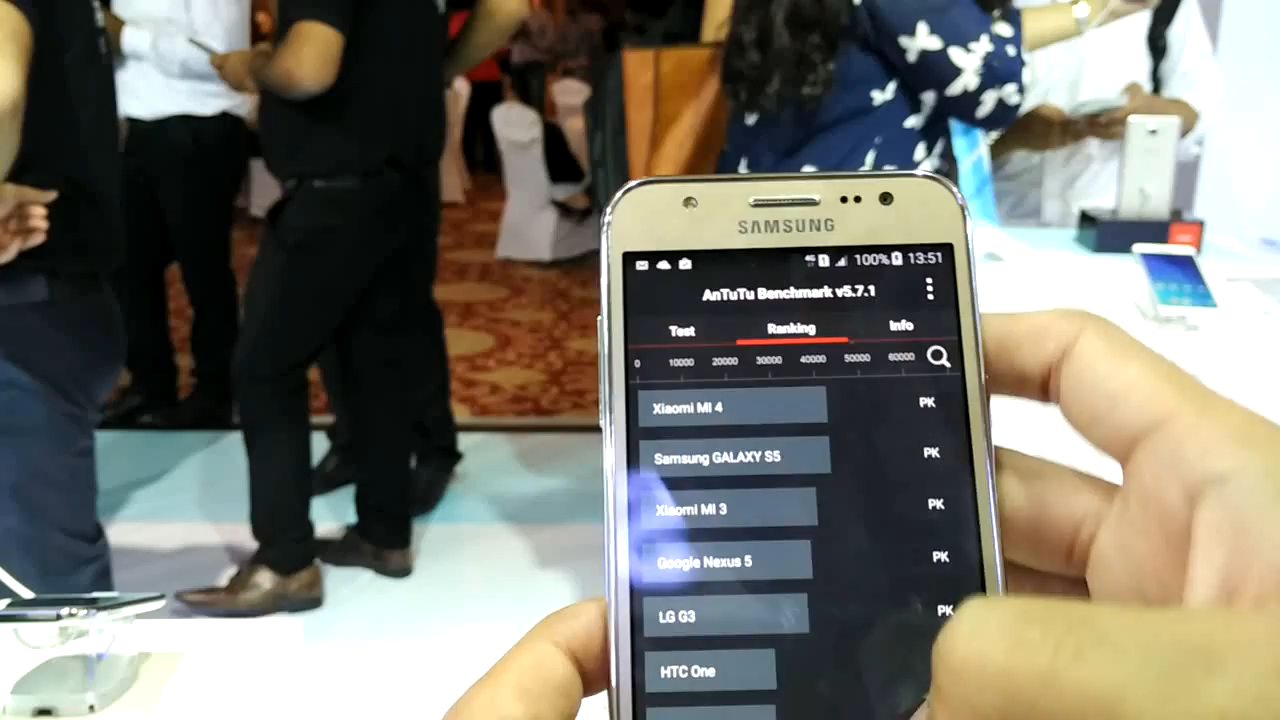 SAMSUNG
4G 1 100% 13:51
AnTuTu Benchmark v5.7.1
Test Ranking Info
0 10000 20000 30000 40000 50000 60000
Xiaomi MI 4 PK
Samsung GALAXY S5 PK
Xiaomi MI 3 PK
Google Nexus 5 PK
LG G3 PK
HTC One